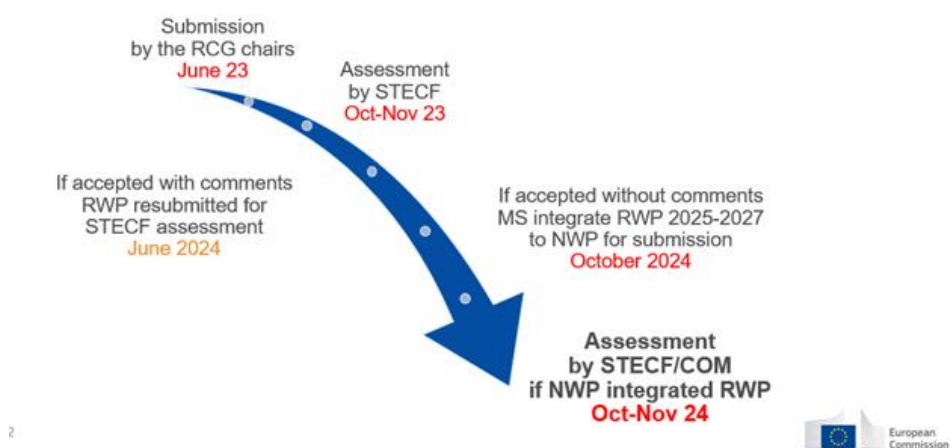 Submission
by the RCG chairs
June 23
Assessment
by STECF
Oct-Nov 23
If accepted with comments
RWP resubmitted for
STECF assessment
June 2024
If accepted without comments
MS integrate RWP 2025-2027
to NWP for submission
October 2024
Assessment
by STECF/COM
if NWP integrated RWP
Oct-Nov 24
2
European
Commission